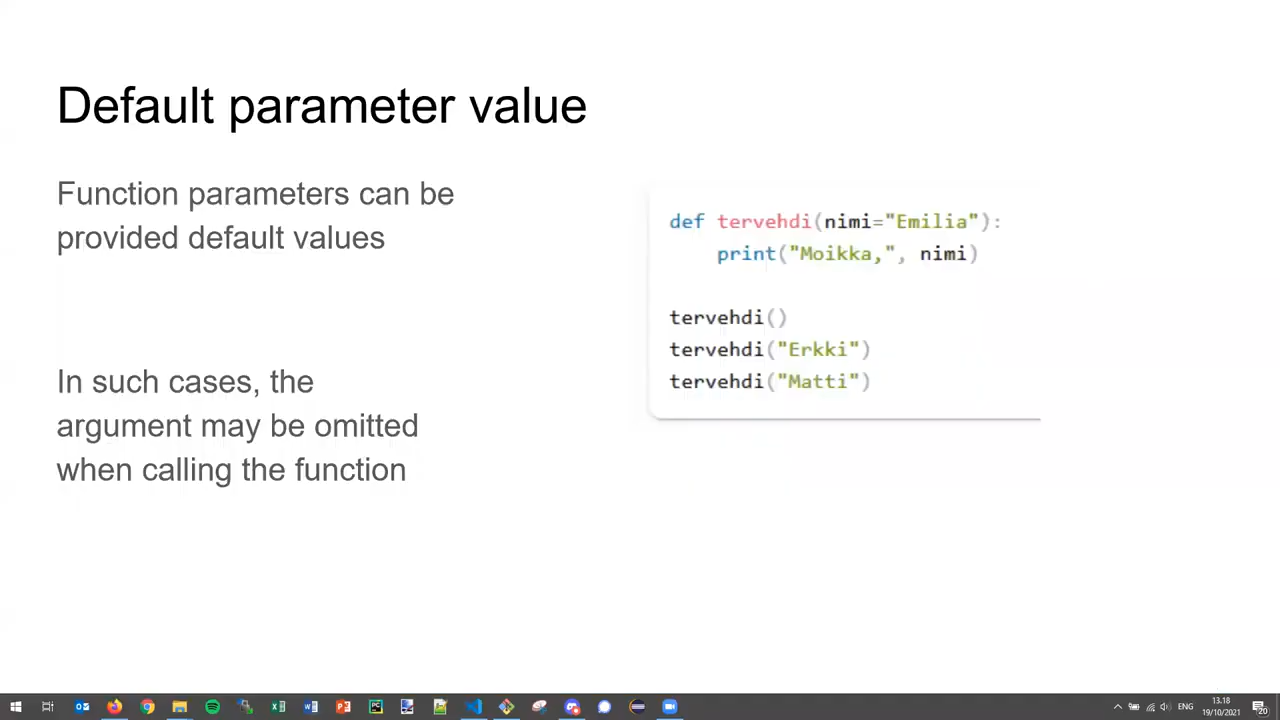 Default parameter value
Function parameters can be
provided default values
In such cases, the
argument may be omitted
when calling the function
def tervehdi(nimi="Emilia"):
    print("Moikka,", nimi)
tervehdi()
tervehdi("Erkki")
tervehdi("Matti")
ENG
13.18
19/10/2021
20